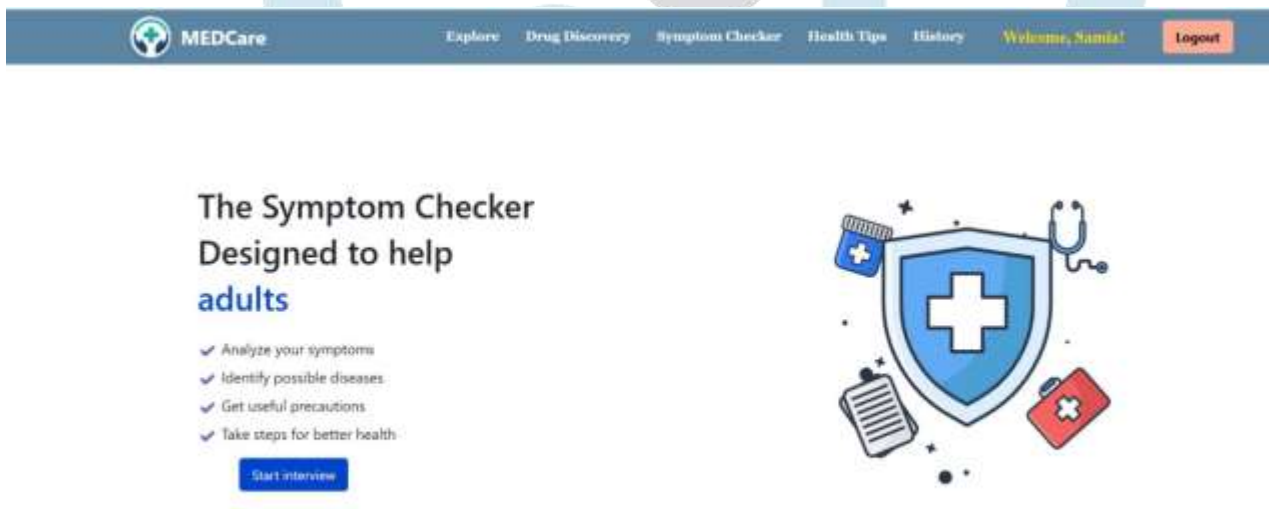 MEDCare Explore Drug Discovery Symptom Checker Health Tips History Welcome, Samia! Logout
The Symptom Checker
Designed to help
adults
Analyze your symptoms
Identify possible diseases
Get useful precautions
Take steps for better health
Start interview